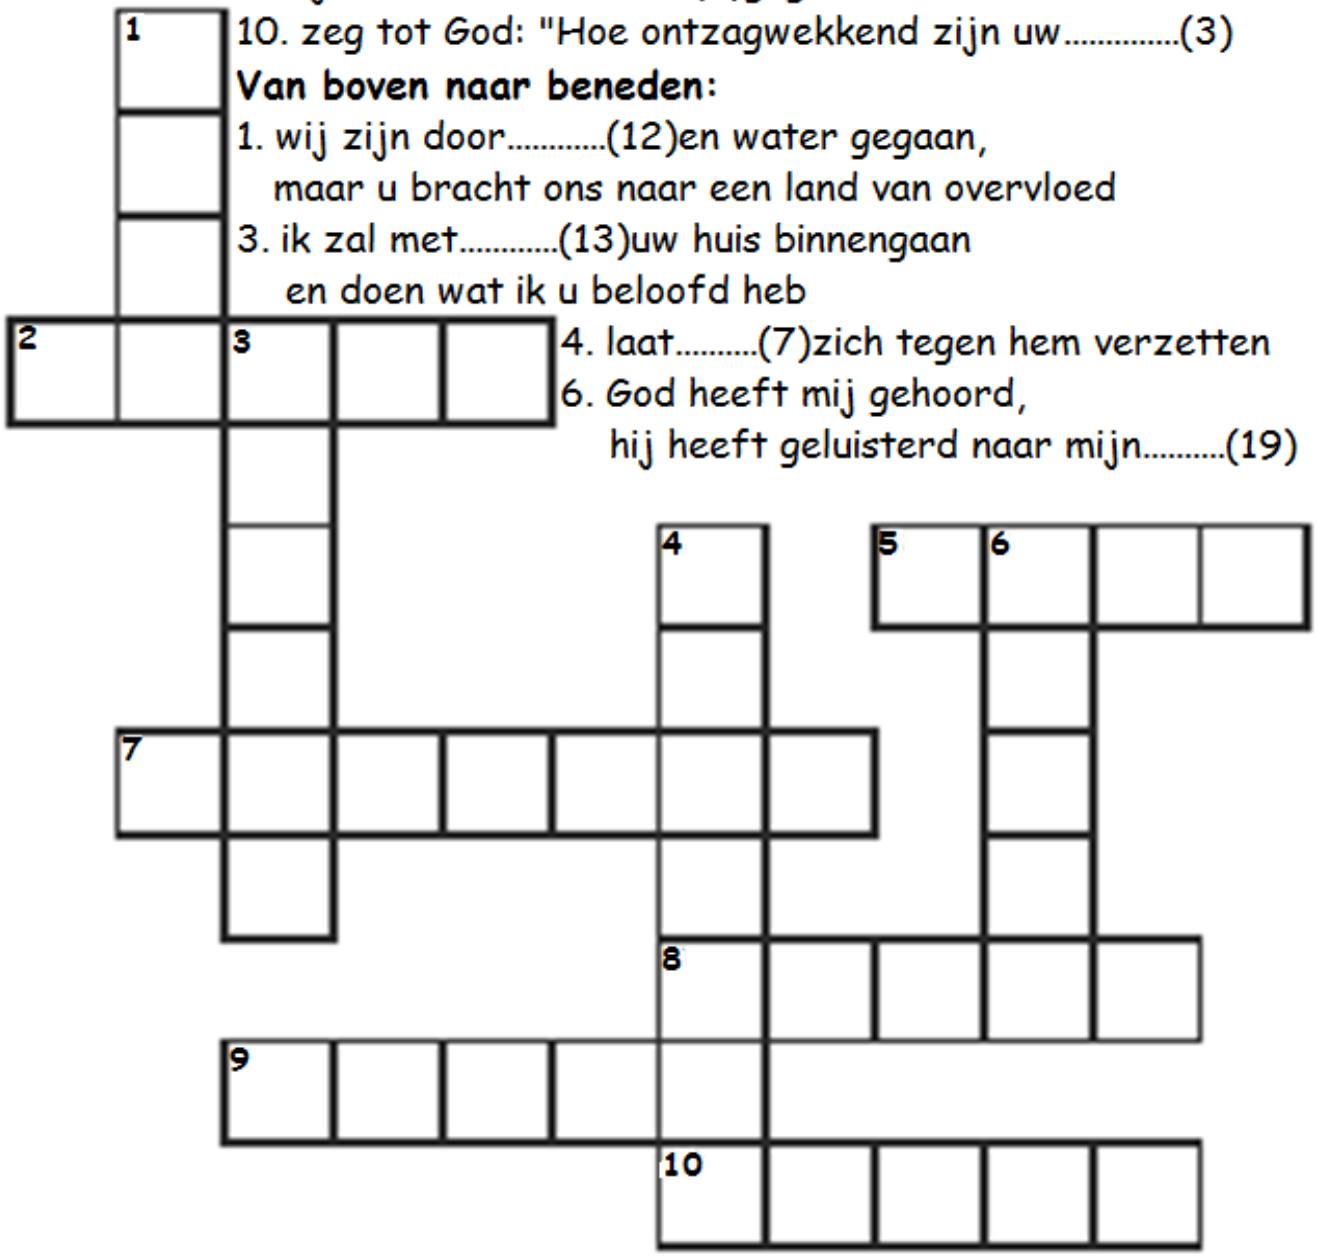 10. zeg tot God: "Hoe ontzagwekkend zijn uw..............(3)
Van boven naar beneden:
1. wij zijn door............(12)en water gegaan,
maar u bracht ons naar een land van overvloed
3. ik zal met............(13)uw huis binnengaan
en doen wat ik u beloofd heb
4. laat..........(7)zich tegen hem verzetten
6. God heeft mij gehoord,
hij heeft geluisterd naar mijn..........(19)
1
2 3
4 5 6
7
8
9
10